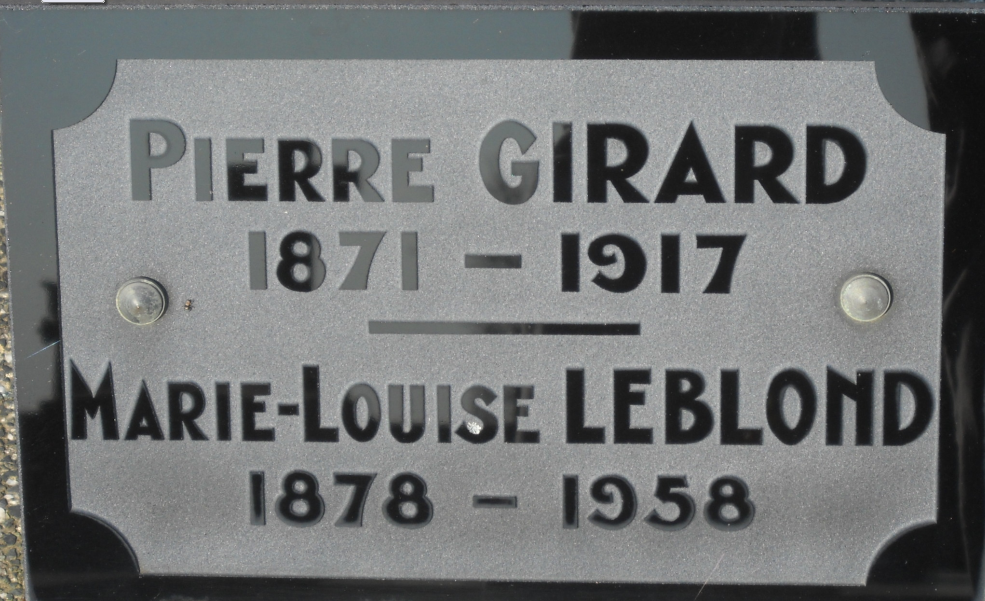 PIERRE GIRARD
1871 - 1917
MARIE-LOUISE LEBLOND
1878 - 1958